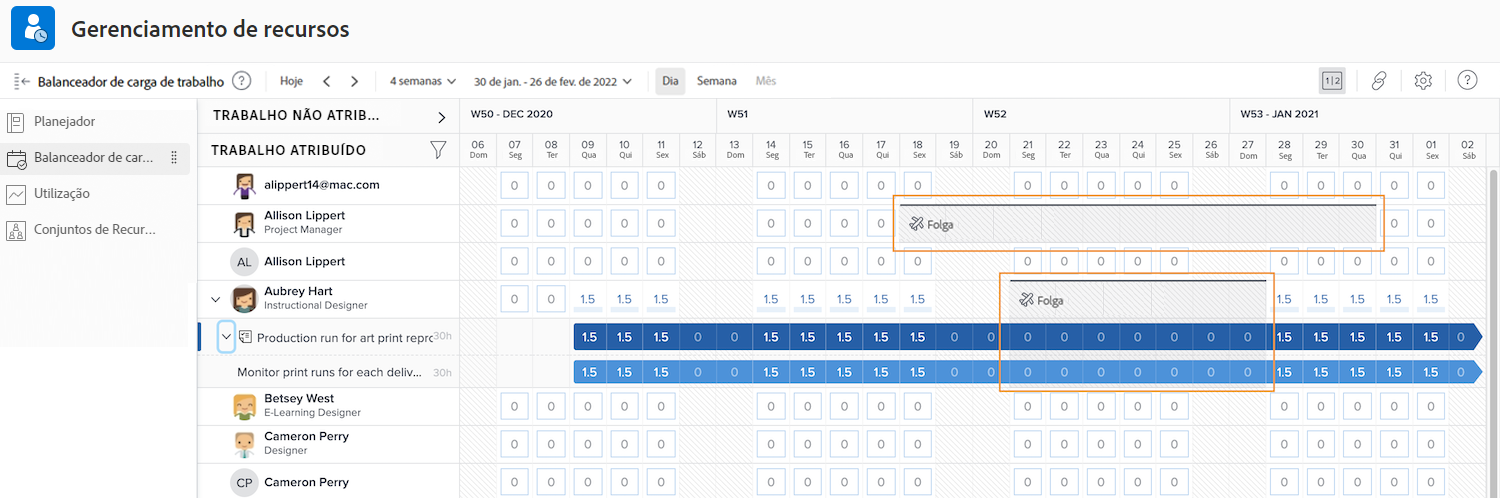 Gerenciamento de recursos
Balanceador de carga de trabalho ? Hoje 4 semanas 30 de jan. - 26 de fev. de 2022 Dia Semana Mês 1|2 ?
Planejador
Balanceador de car...
Utilização
Conjuntos de Recur...
TRABALHO NÃO ATRIB... W50 - DEC 2020 W51 W52 W53 - JAN 2021
TRABALHO ATRIBUÍDO 06 07 08 09 10 11 12 13 14 15 16 17 18 19 20 21 22 23 24 25 26 27 28 29 30 31 01 02
Dom Seg Ter Qua Qui Sex Sáb Dom Seg Ter Qua Qui Sex Sáb Dom Seg Ter Qua Qui Sex Sáb Dom Seg Ter Qua Qui Sex Sáb
alippert14@mac.com 0 0 0 0 0 0 0 0 0 0 0 0 0 0 0 0 0 0 0 0
Allison Lippert
Project Manager 0 0 0 0 0 0 0 0 0 Folga 0 0
AL Allison Lippert 0 0 0 0 0 0 0 0 0 0 0 0 0 0 0 0 0 0 0 0
Aubrey Hart
Instructional Designer 0 0 1.5 1.5 1.5 1.5 1.5 1.5 1.5 1.5 Folga 1.5 1.5 1.5 1.5 1.5
Production run for art print repro 30h 1.5 1.5 1.5 0 0 1.5 1.5 1.5 1.5 1.5 0 0 0 0 0 0 0 0 0 1.5 1.5 1.5 1.5 1.5 0
Monitor print runs for each deliv... 30h 1.5 1.5 1.5 0 0 1.5 1.5 1.5 1.5 1.5 0 0 0 0 0 0 0 0 0 1.5 1.5 1.5 1.5 1.5 0
Betsey West
E-Learning Designer 0 0 0 0 0 0 0 0 0 0 0 0 0 0 0 0 0 0 0 0
Cameron Perry
Designer 0 0 0 0 0 0 0 0 0 0 0 0 0 0 0 0 0 0 0 0
CP Cameron Perry 0 0 0 0 0 0 0 0 0 0 0 0 0 0 0 0 0 0 0 0